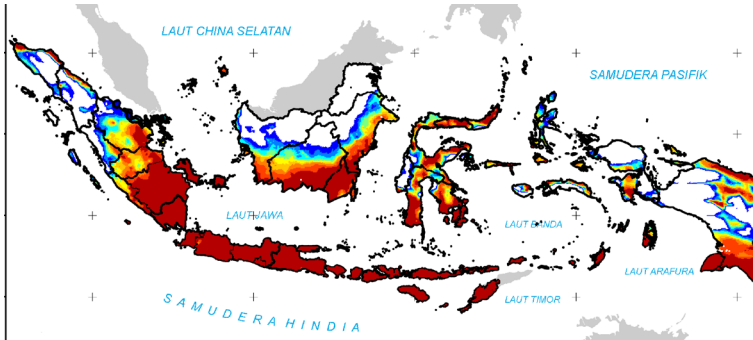 LAUT CHINA SELATAN
SAMUDERA PASIFIK
LAUT JAWA
LAUT BANDA
LAUT ARAFURA
LAUT TIMOR
SAMUDERA HINDIA